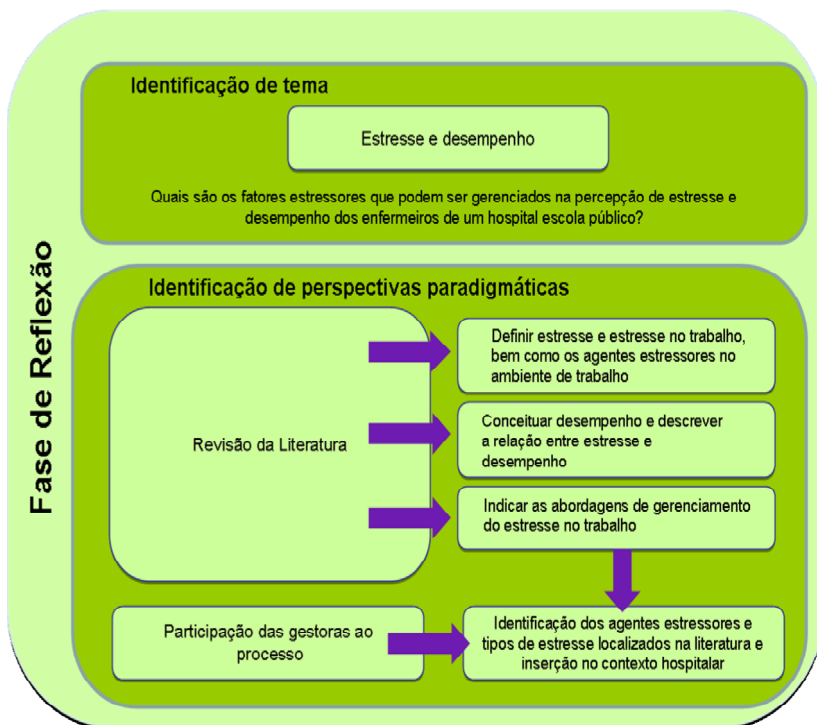 Fase de Reflexão
Identificação de tema
Estresse e desempenho
Quais são os fatores estressores que podem ser gerenciados na percepção de estresse e
desempenho dos enfermeiros de um hospital escola público?
Identificação de perspectivas paradigmáticas
Revisão da Literatura
Definir estresse e estresse no trabalho,
bem como os agentes estressores no
ambiente de trabalho
Conceituar desempenho e descrever
a relação entre estresse e
desempenho
Indicar as abordagens de gerenciamento
do estresse no trabalho
Participação das gestoras ao
processo
Identificação dos agentes estressores e
tipos de estresse localizados na literatura e
inserção no contexto hospitalar